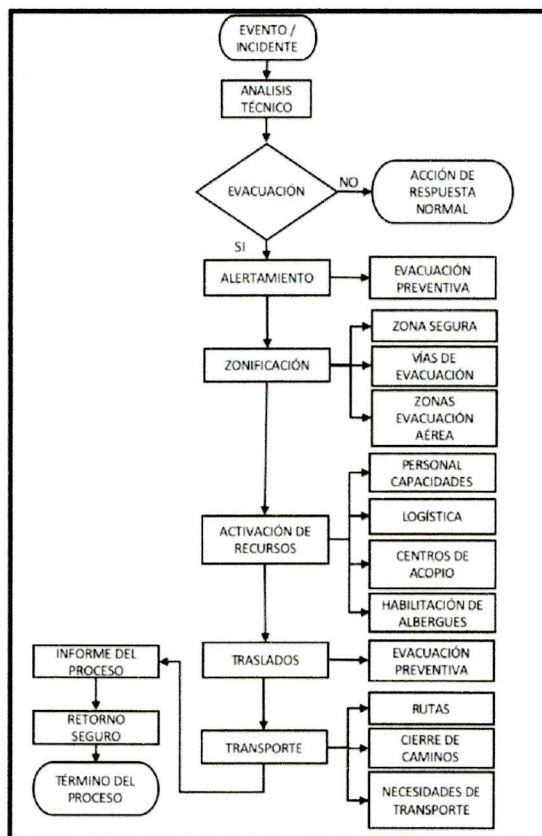 EVENTO /
INCIDENTE
ANALISIS
TÉCNICO
EVACUACIÓN
NO
ACCIÓN DE
RESPUESTA
NORMAL
SI
ALERTAMIENTO
EVACUACIÓN
PREVENTIVA
ZONIFICACIÓN
ZONA SEGURA
VÍAS DE
EVACUACIÓN
ZONAS
EVACUACIÓN
AÉREA
ACTIVACIÓN DE
RECURSOS
PERSONAL
CAPACIDADES
LOGÍSTICA
CENTROS DE
ACOPIO
HABILITACIÓN DE
ALBERGUES
TRASLADOS
EVACUACIÓN
PREVENTIVA
TRANSPORTE
RUTAS
CIERRE DE
CAMINOS
NECESIDADES DE
TRANSPORTE
INFORME DEL
PROCESO
RETORNO
SEGURO
TÉRMINO DEL
PROCESO